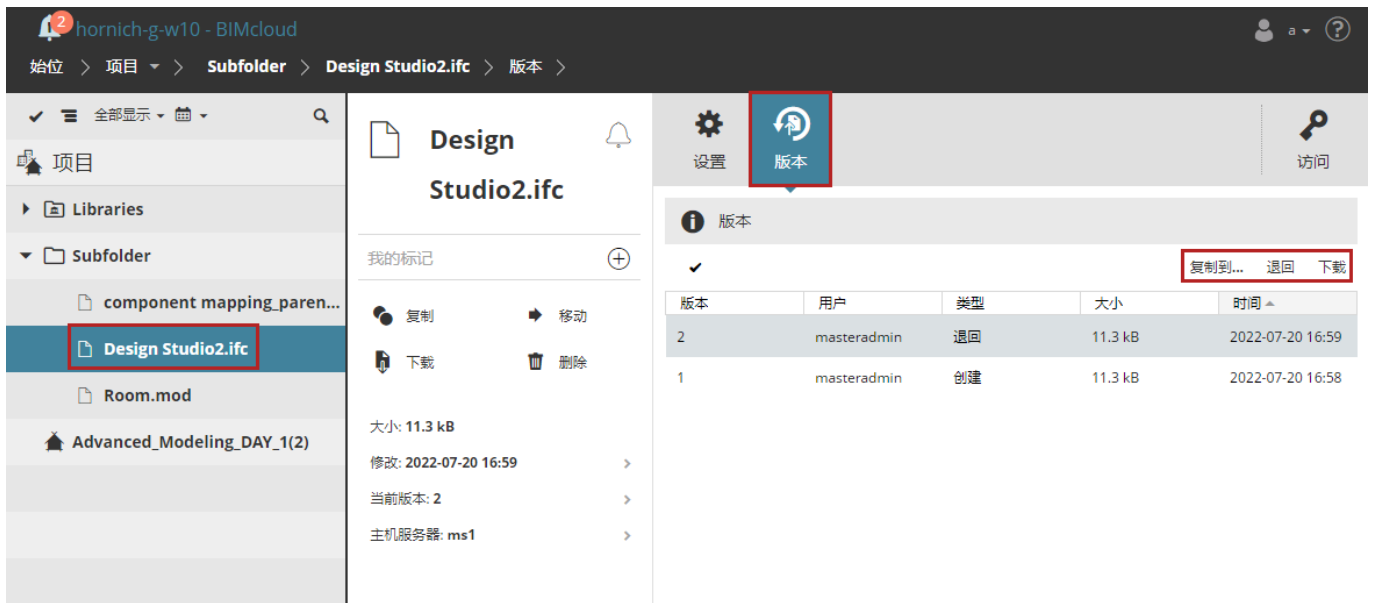 2 hornich-g-w10 - BIMcloud
a
?
始位 > 项目 > Subfolder > Design Studio2.ifc > 版本 >
全部显示
项目
Libraries
Subfolder
component mapping_paren...
Design Studio2.ifc
Room.mod
Advanced_Modeling_DAY_1(2)
Design
Studio2.ifc
我的标记
复制 移动
下载 删除
大小: 11.3 kB
修改: 2022-07-20 16:59
当前版本: 2
主机服务器: ms1
设置 版本 访问
版本
复制到... 退回 下载
版本 用户 类型 大小 时间
2 masteradmin 退回 11.3 kB 2022-07-20 16:59
1 masteradmin 创建 11.3 kB 2022-07-20 16:58